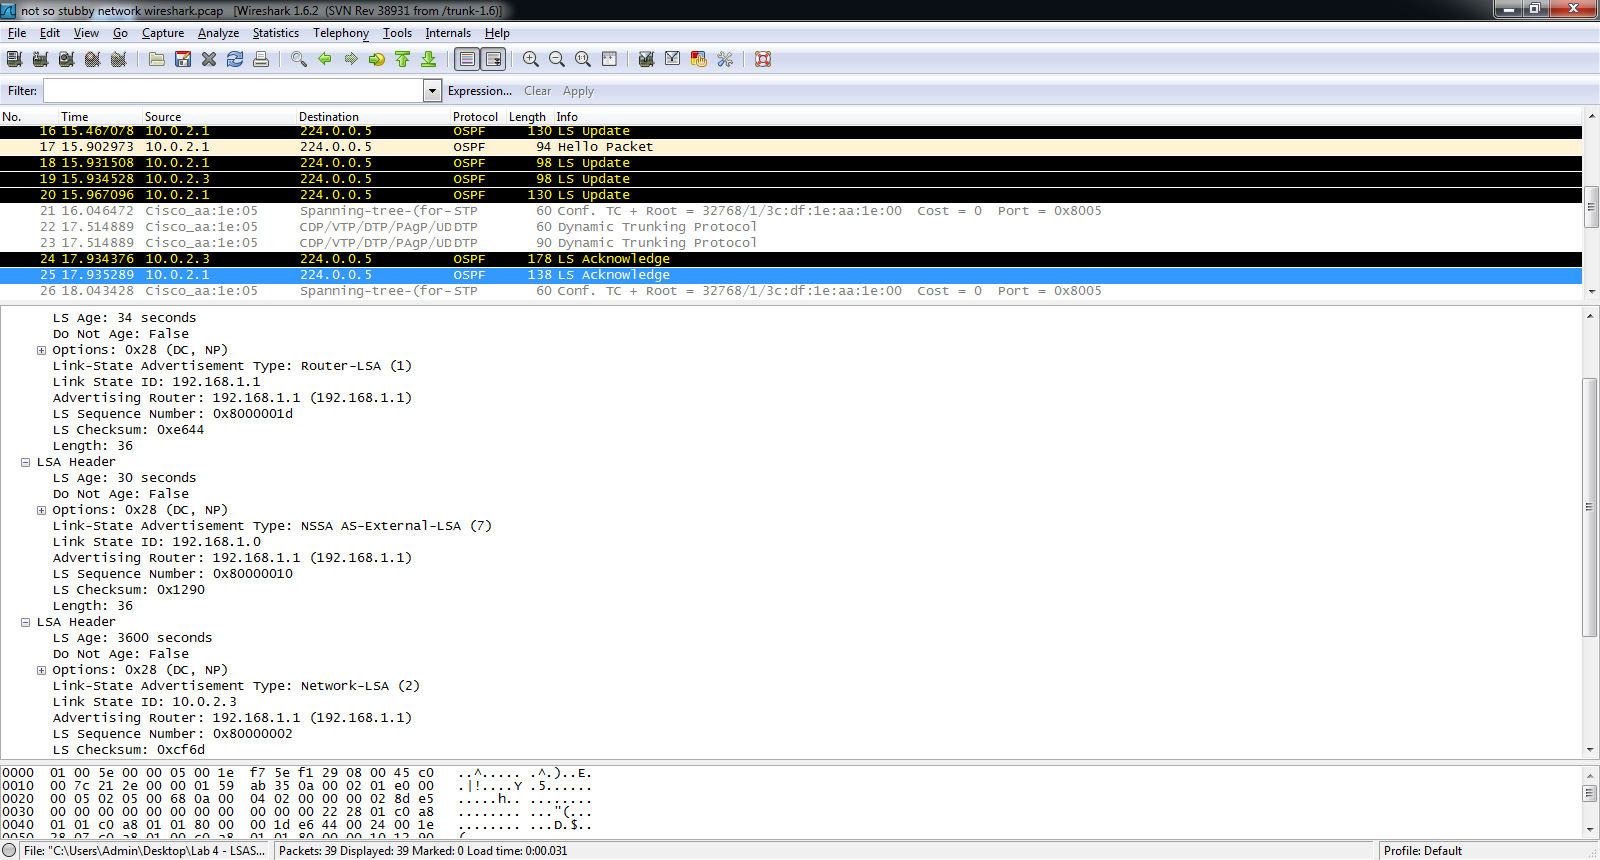 not so stubby network wireshark.pcap [Wireshark 1.6.2 (SVN Rev 38931 from /trunk-1.6)]
File Edit View Go Capture Analyze Statistics Telephony Tools Internals Help
Filter: Expression... Clear Apply
No. Time Source Destination Protocol Length Info
16 15.467078 10.0.2.1 224.0.0.5 OSPF 130 LS Update
17 15.902973 10.0.2.1 224.0.0.5 OSPF 94 Hello Packet
18 15.931508 10.0.2.1 224.0.0.5 OSPF 98 LS Update
19 15.934528 10.0.2.3 224.0.0.5 OSPF 98 LS Update
20 15.967096 10.0.2.1 224.0.0.5 OSPF 130 LS Update
21 16.046472 Cisco_aa:1e:05 Spanning-tree-(for- STP 60 Conf. TC + Root = 32768/1/3c:df:1e:aa:1e:00 Cost = 0 Port = 0x8005
22 17.514889 Cisco_aa:1e:05 CDP/VTP/DTP/PAgP/UD DTP 60 Dynamic Trunking Protocol
23 17.514889 Cisco_aa:1e:05 CDP/VTP/DTP/PAgP/UD DTP 90 Dynamic Trunking Protocol
24 17.934376 10.0.2.3 224.0.0.5 OSPF 178 LS Acknowledge
25 17.935289 10.0.2.1 224.0.0.5 OSPF 138 LS Acknowledge
26 18.043428 Cisco_aa:1e:05 Spanning-tree-(for- STP 60 Conf. TC + Root = 32768/1/3c:df:1e:aa:1e:00 Cost = 0 Port = 0x8005
LS Age: 34 seconds
Do Not Age: False
Options: 0x28 (DC, NP)
Link-State Advertisement Type: Router-LSA (1)
Link State ID: 192.168.1.1
Advertising Router: 192.168.1.1 (192.168.1.1)
LS Sequence Number: 0x8000001d
LS Checksum: 0xe644
Length: 36
LSA Header
LS Age: 30 seconds
Do Not Age: False
Options: 0x28 (DC, NP)
Link-State Advertisement Type: NSSA AS-External-LSA (7)
Link State ID: 192.168.1.0
Advertising Router: 192.168.1.1 (192.168.1.1)
LS Sequence Number: 0x80000010
LS Checksum: 0x1290
Length: 36
LSA Header
LS Age: 3600 seconds
Do Not Age: False
Options: 0x28 (DC, NP)
Link-State Advertisement Type: Network-LSA (2)
Link State ID: 10.0.2.3
Advertising Router: 192.168.1.1 (192.168.1.1)
LS Sequence Number: 0x80000002
LS Checksum: 0xcf6d
0000 01 00 5e 00 00 05 00 1e f7 5e f1 29 08 00 45 c0 ..^..... .^.)..E.
0010 00 7c 21 2e 00 00 01 59 ab 35 0a 00 02 01 e0 00 .|!....Y .5......
0020 00 05 02 05 00 68 0a 00 04 02 00 00 00 02 8d e5 .....h.. ........
0030 00 00 00 00 00 00 00 00 00 00 00 22 28 01 c0 a8 ........ ..."(...
0040 01 01 c0 a8 01 01 80 00 00 1d e6 44 00 24 00 1e ........ ...D.$..
0050 28 07 c0 a8 01 00 c0 a8 01 01 80 00 00 10 12 90
File: "C:\Users\Admin\Desktop\Lab 4 - LSAS... Packets: 39 Displayed: 39 Marked: 0 Load time: 0:00.031 Profile: Default